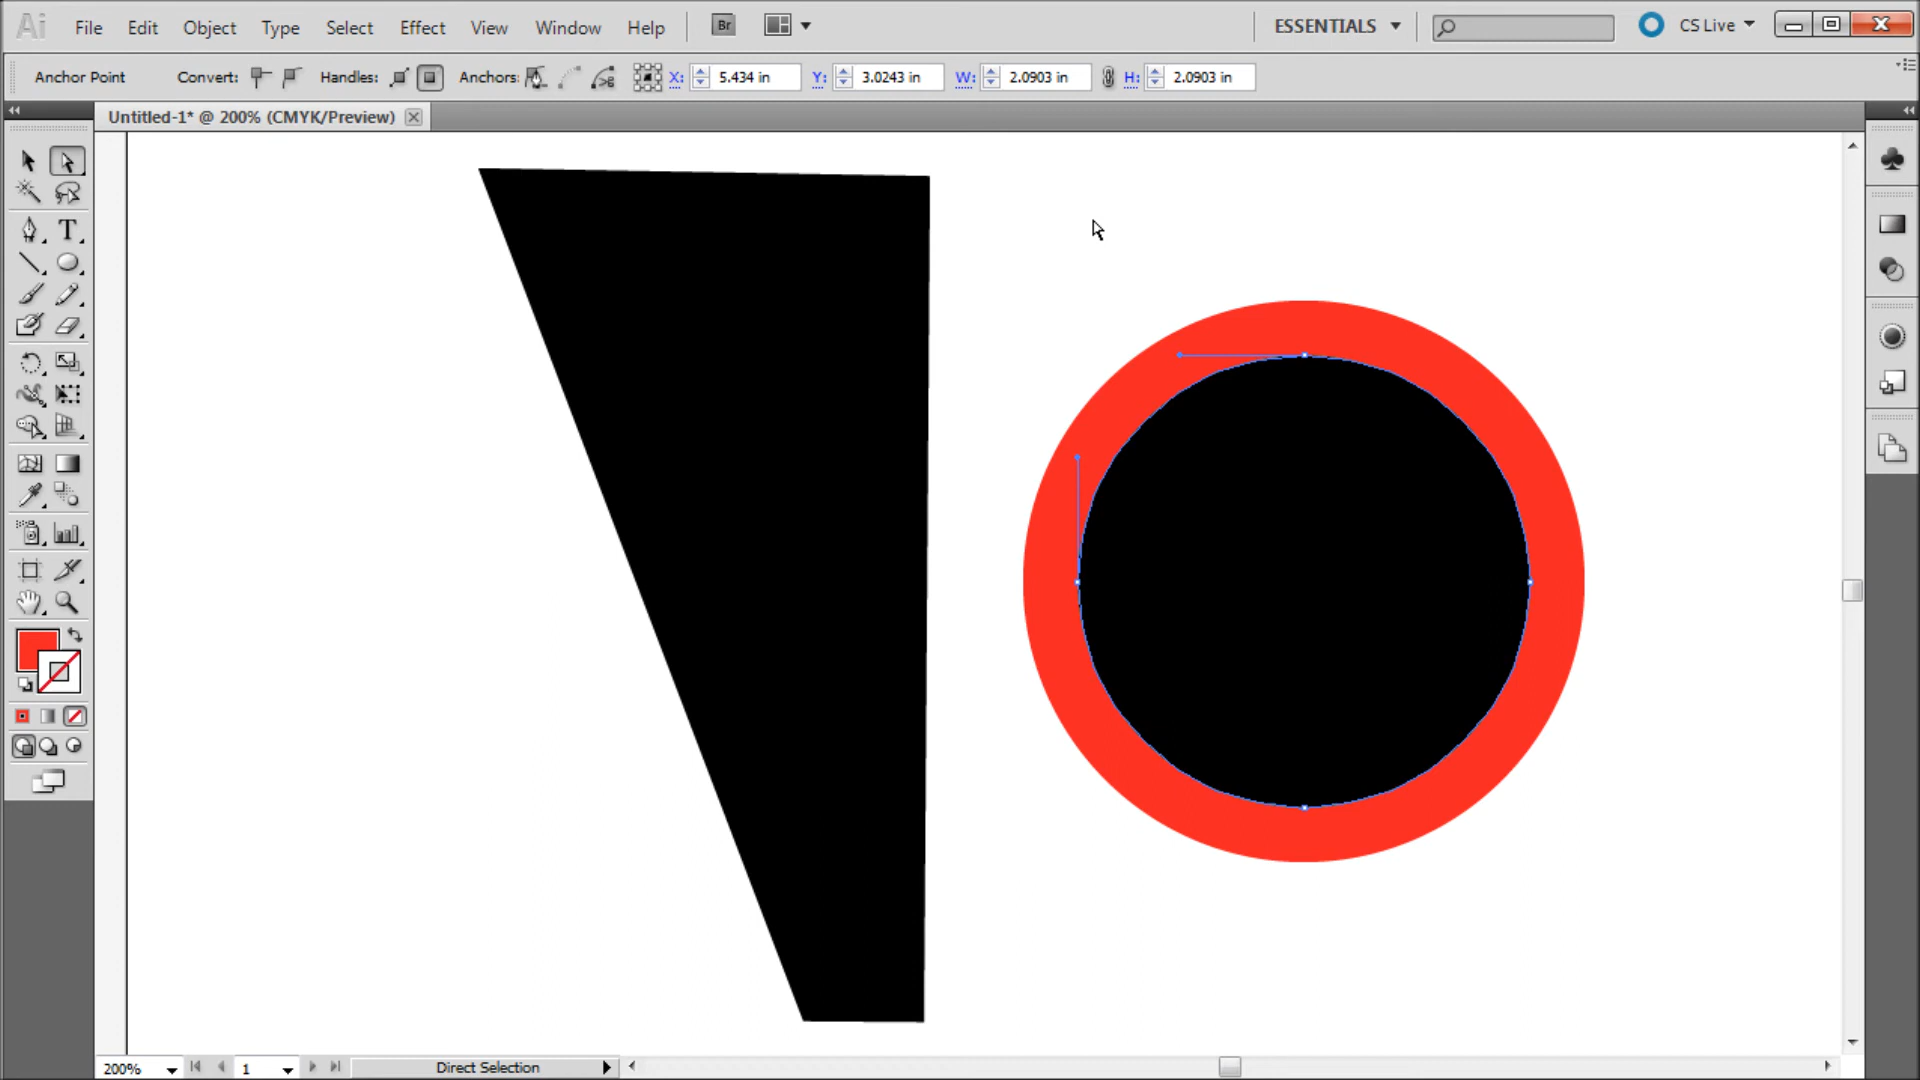 Ai File Edit Object Type Select Effect View Window Help Br ESSENTIALS CS Live
Anchor Point Convert: Handles: Anchors: X: 5.434 in Y: 3.0243 in W: 2.0903 in H: 2.0903 in
Untitled-1* @ 200% (CMYK/Preview)
T
200% 1 Direct Selection